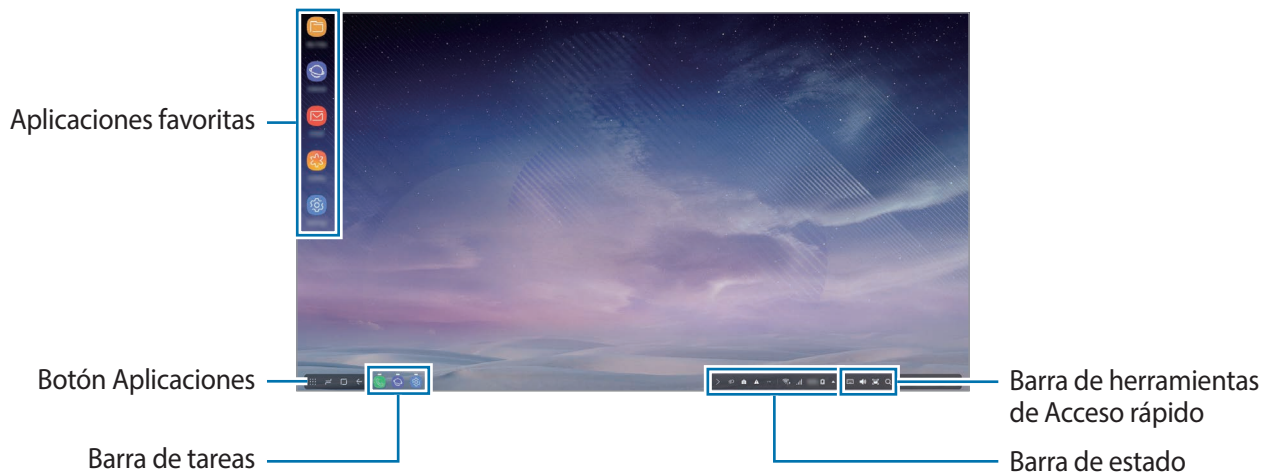 Aplicaciones favoritas
Botón Aplicaciones
Barra de tareas
Barra de herramientas
de Acceso rápido
Barra de estado